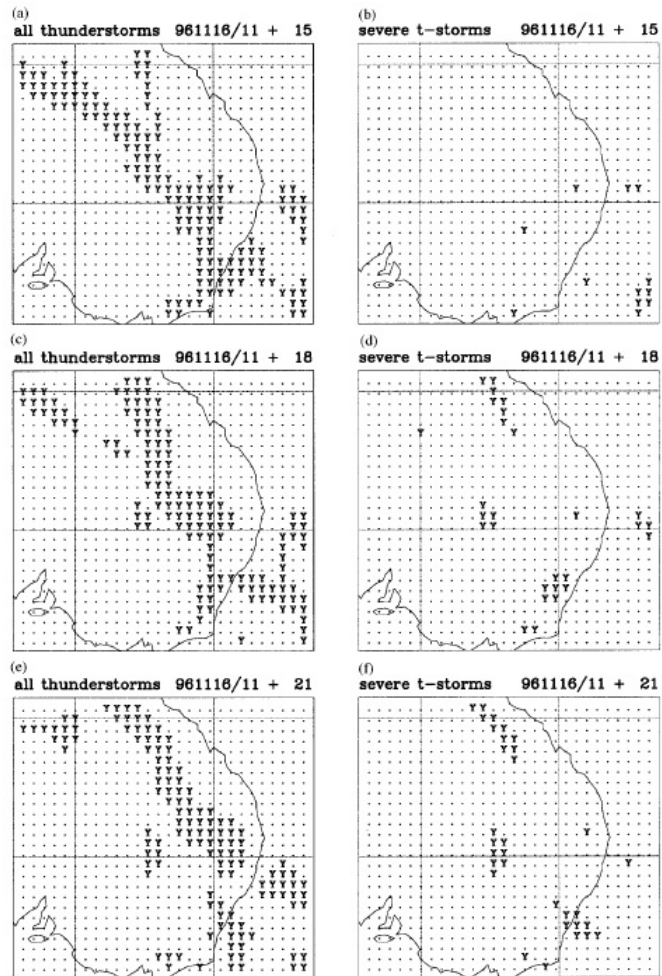 (a)
all thunderstorms 961116/11 + 15
(b)
severe t-storms 961116/11 + 15
(c)
all thunderstorms 961116/11 + 18
(d)
severe t-storms 961116/11 + 18
(e)
all thunderstorms 961116/11 + 21
(f)
severe t-storms 961116/11 + 21